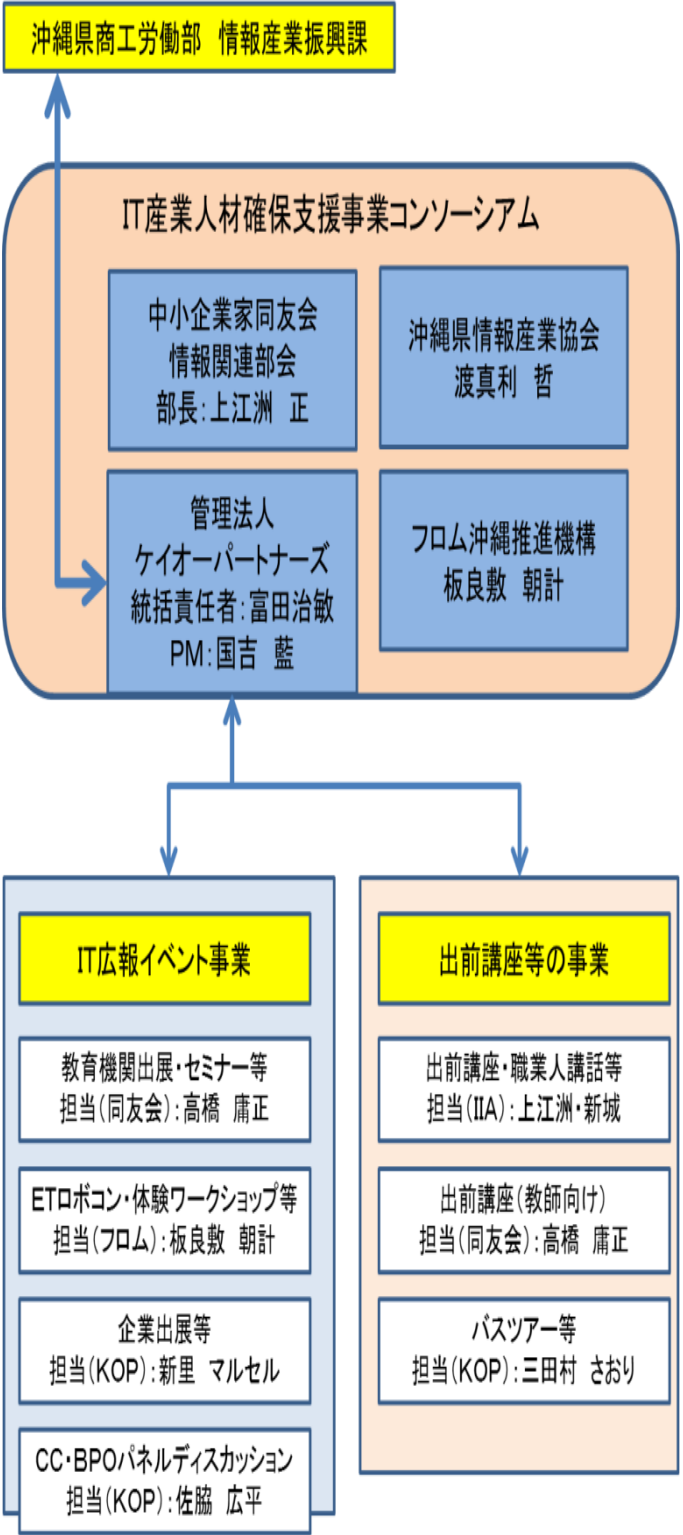 沖縄県商工労働部　情報産業振興課
IT産業人材確保支援事業コンソーシアム
中小企業家同友会
情報関連部会
部長：上江洲　正
沖縄県情報産業協会
渡真利　哲
管理法人
ケイオーパートナーズ
統括責任者：富田治敏
PM：国吉　藍
フロム沖縄推進機構
板良敷　朝計
IT広報イベント事業
教育機関出展・セミナー等
担当（同友会）：高橋　庸正
ETロボコン・体験ワークショップ等
担当（フロム）：板良敷　朝計
企業出展等
担当（KOP）：新里　マルセル
CC・BPOパネルディスカッション
担当（KOP）：佐脇　広平
出前講座等の事業
出前講座・職業人講話等
担当（IIA）：上江洲・新城
出前講座（教師向け）
担当（同友会）：高橋　庸正
バスツアー等
担当（KOP）：三田村　さおり